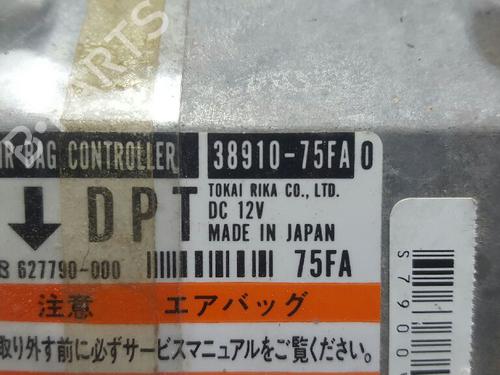 AIR BAG CONTROLLER 38910-75FA 0
DPT
TOKAI RIKA CO., LTD.
DC 12V
MADE IN JAPAN
627790-000
75FA
注意 エアバッグ
取り外す前に必ずサービスマニュアルをご覧ください。
S7900